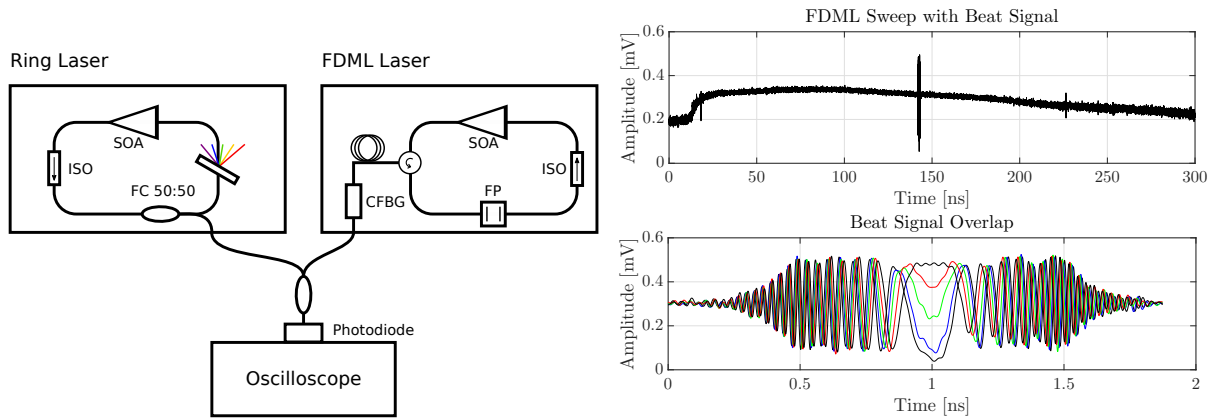 Ring Laser
SOA
ISO
FC 50:50
FDML Laser
SOA
ISO
CFBG
FP
Photodiode
Oscilloscope
FDML Sweep with Beat Signal
Amplitude [mV]
0.6
0.4
0.2
0
0 50 100 150 200 250 300
Time [ns]
Beat Signal Overlap
Amplitude [mV]
0.6
0.4
0.2
0
0 0.5 1 1.5 2
Time [ns]